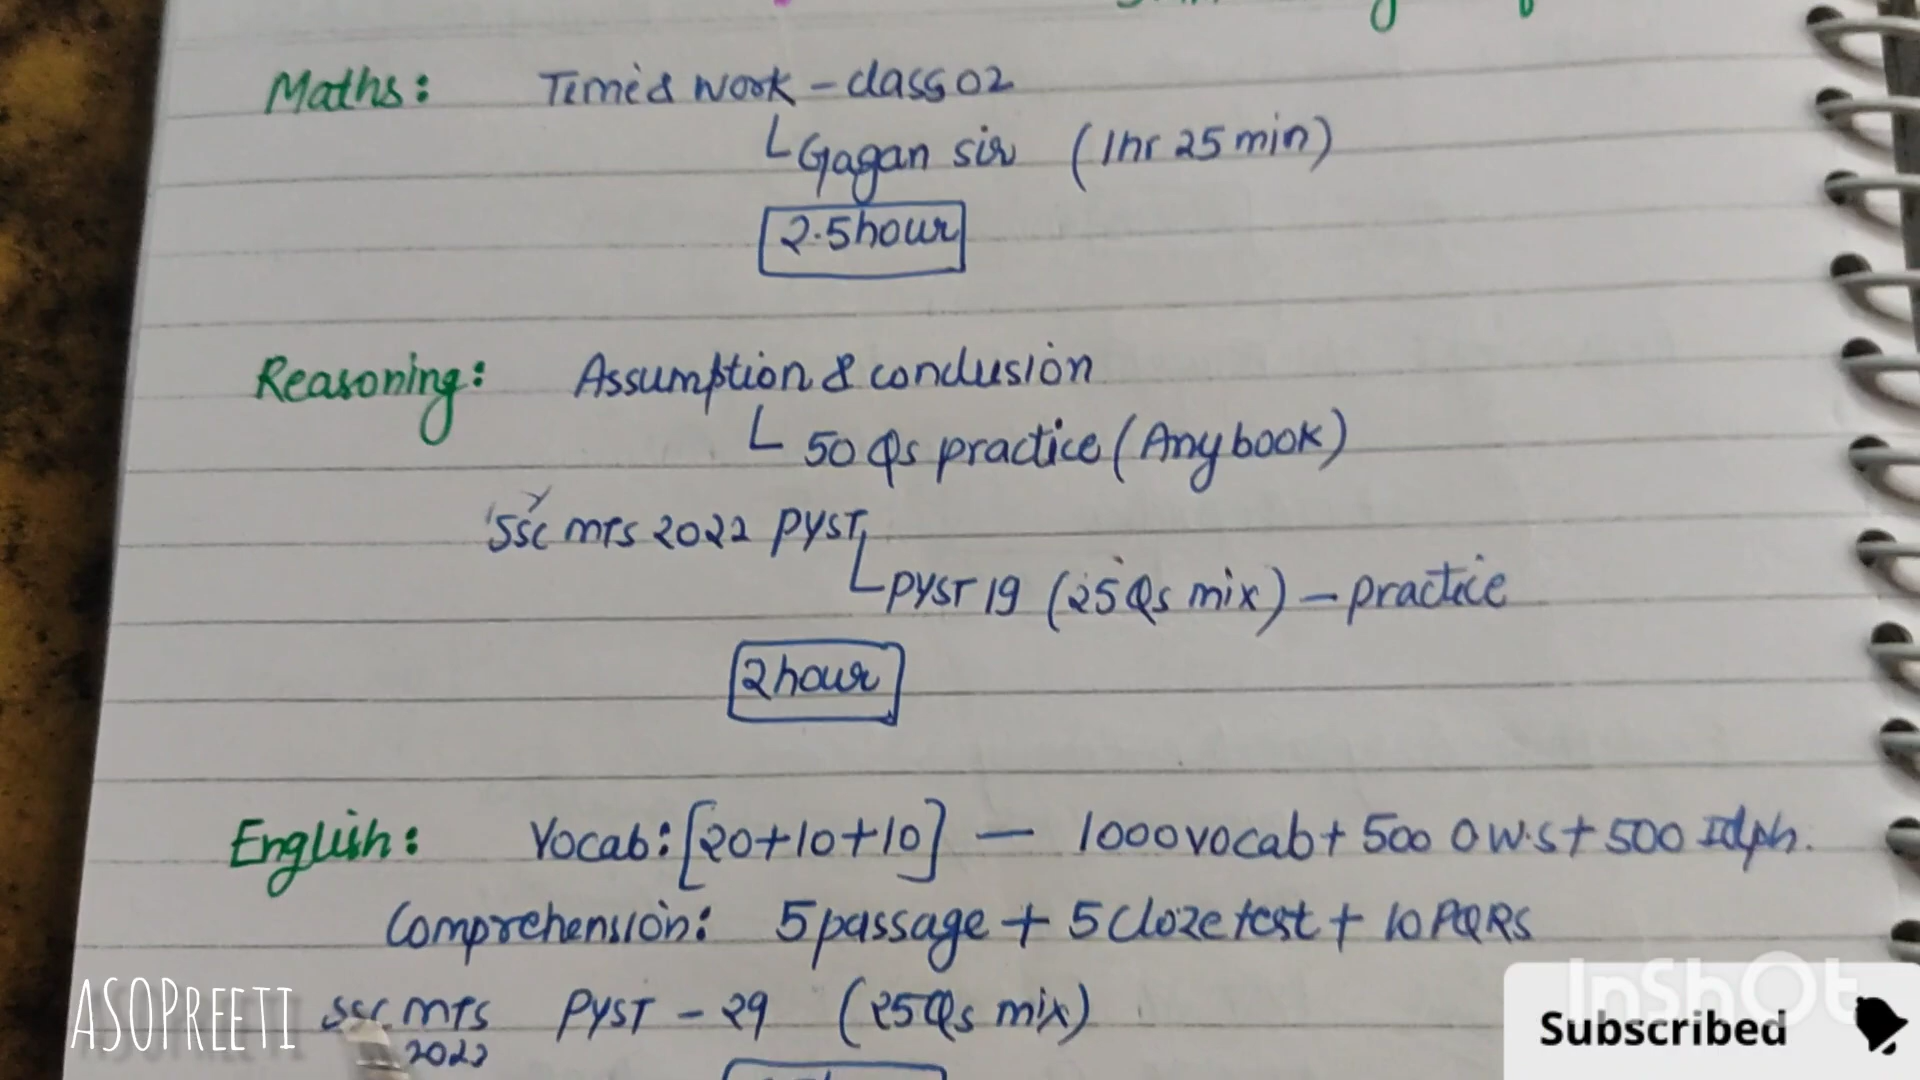 Maths: Time & work - class 02
Gagan sir (1hr 25 min)
2.5 hour
Reasoning: Assumption & conclusion
50 Qs practice (Any book)
SSC MTS 2022 PYST
PYST 19 (25 Qs mix) - practice
2 hour
English: Vocab: [20+10+10] - 1000 vocab + 500 O.W.S + 500 Idph.
Comprehension: 5 passage + 5 Cloze test + 10 PQRS
SSC MTS PYST - 29 (25 Qs mix)
2022
ASOPREETI
InShOt
Subscribed